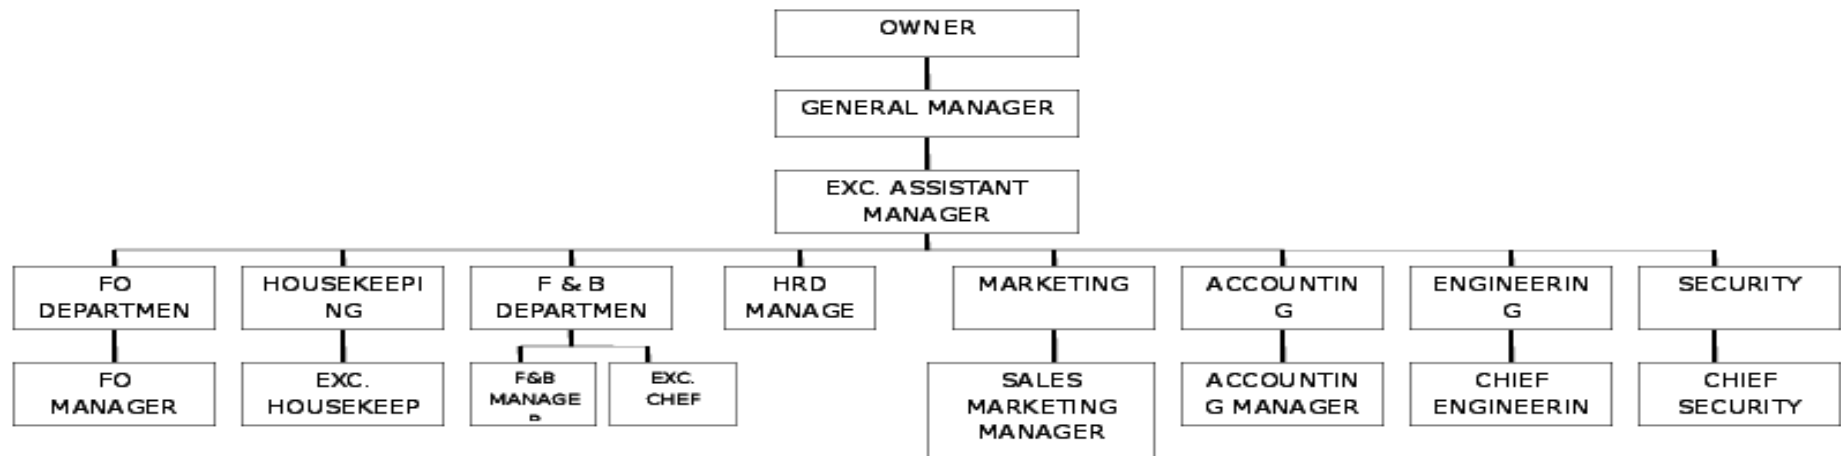 OWNER
GENERAL MANAGER
EXC. ASSISTANT
MANAGER
FO
DEPARTMEN
HOUSEKEEPI
NG
F & B
DEPARTMEN
HRD
MANAGE
MARKETING
ACCOUNTIN
G
ENGINEERIN
G
SECURITY
FO
MANAGER
EXC.
HOUSEKEEP
F&B
MANAGE
R
EXC.
CHEF
SALES
MARKETING
MANAGER
ACCOUNTIN
G MANAGER
CHIEF
ENGINEERIN
CHIEF
SECURITY